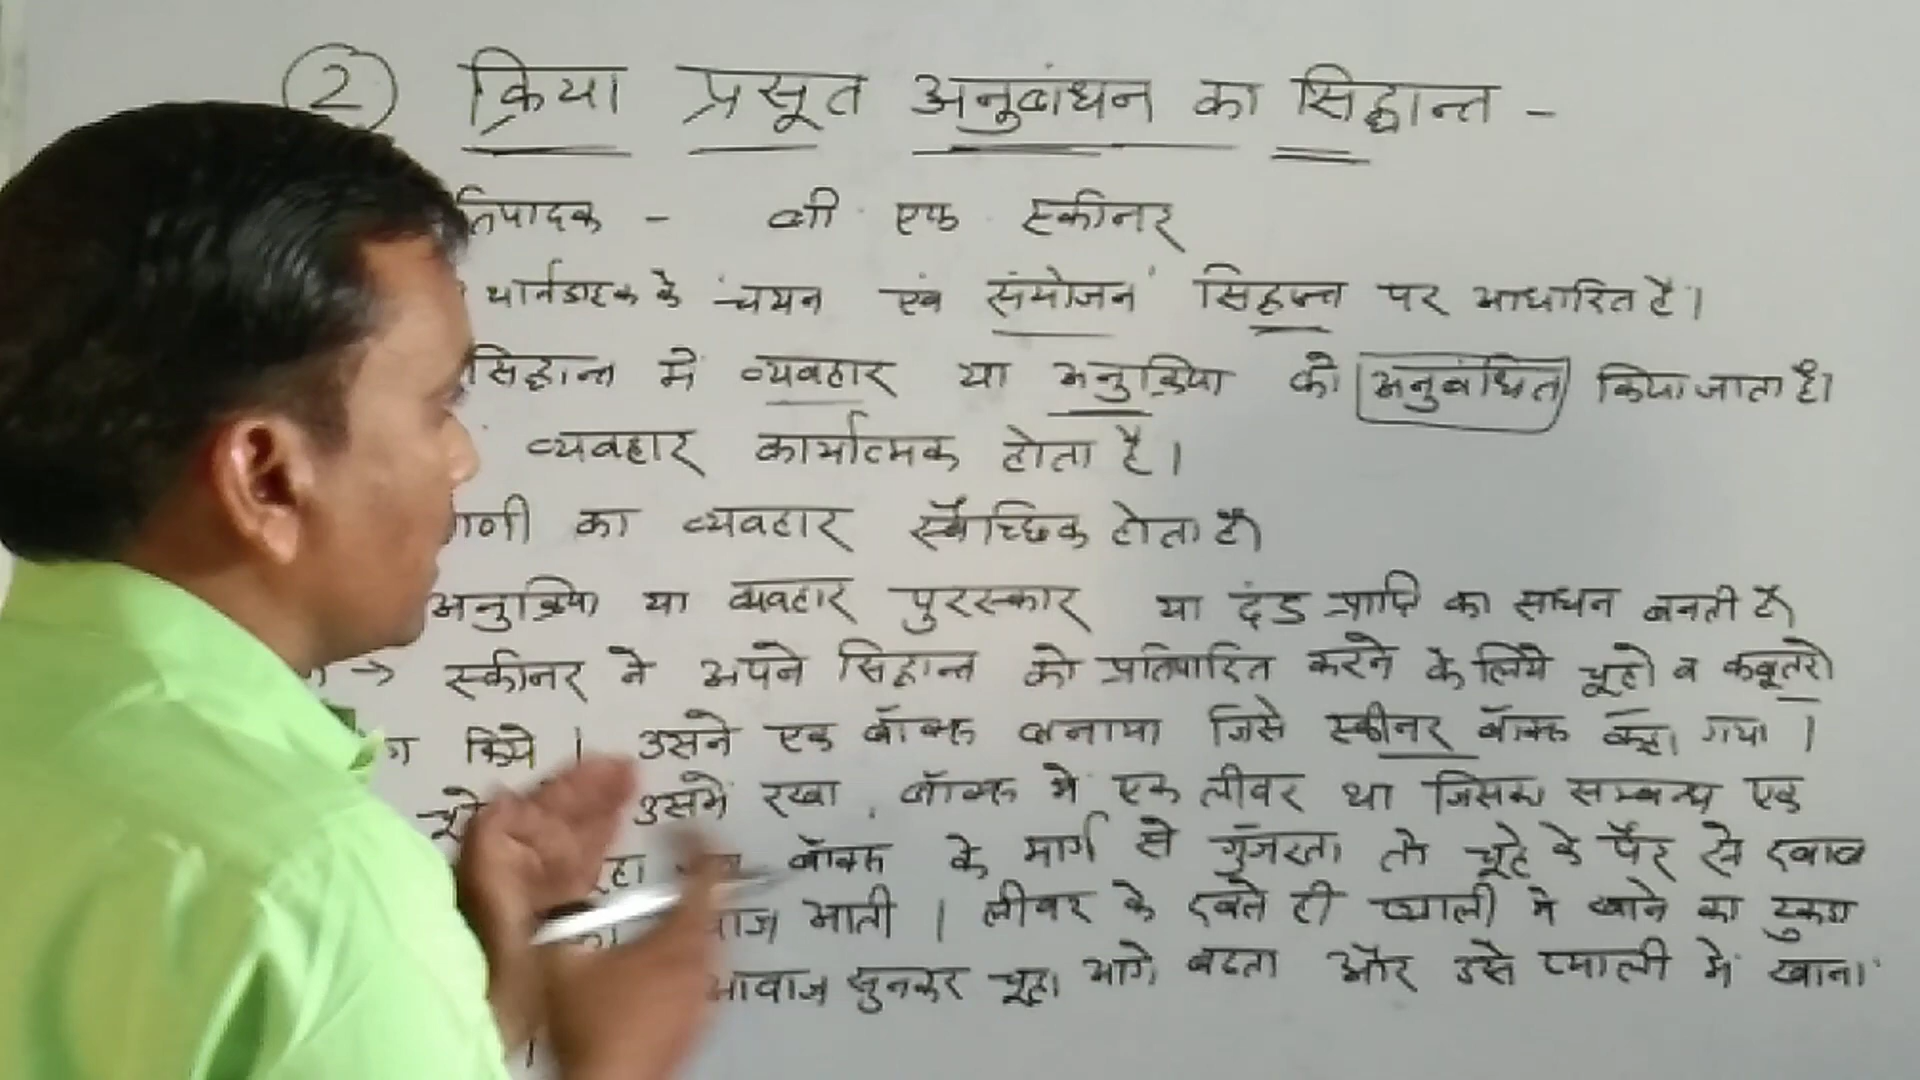 2 क्रिया प्रसूत अनुबंधन का सिद्धान्त -
तिपादक - बी एफ स्कीनर
थार्नडाइक के चयन एवं संयोजन सिद्धान्त पर आधारित है।
सिद्धान्त में व्यवहार या अनुक्रिया को अनुबंधित किया जाता है।
व्यवहार कार्यात्मक होता है।
णी का व्यवहार स्वैच्छिक होता है।
अनुक्रिया या व्यवहार पुरस्कार या दंड प्राप्ति का साधन बनती है।
→ स्कीनर ने अपने सिद्धान्त को प्रतिपादित करने के लिये चूहो व कबूतरो
ग किये । उसने एक बॉक्स बनाया जिसे स्कीनर बॉक्स कहा गया ।
उसमें रखा, बॉक्स में एक लीवर था जिसका सम्बन्ध एक
बॉक्स के मार्ग से गुँजरता तो चूहे के पैर से दबाव
आती । लीवर के दबते ही प्याली मे खाने का टुकडा
आवाज सुनकर चूहा आगे बढता और उसे प्याली में खाना
।